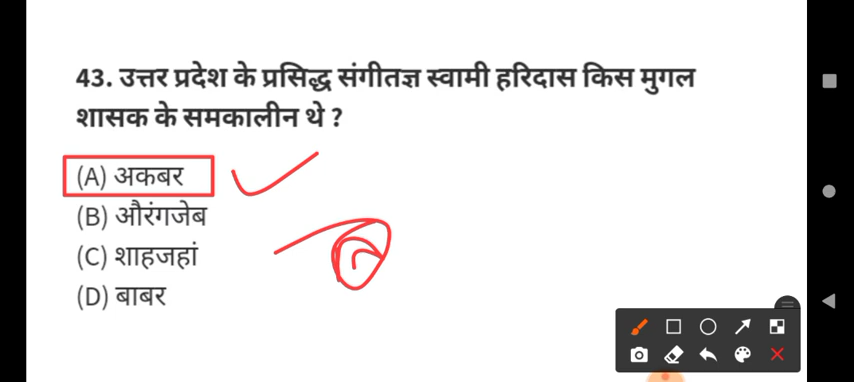 43. उत्तर प्रदेश के प्रसिद्ध संगीतज्ञ स्वामी हरिदास किस मुगल
शासक के समकालीन थे ?
(A) अकबर
(B) औरंगजेब
(C) शाहजहां
(D) बाबर